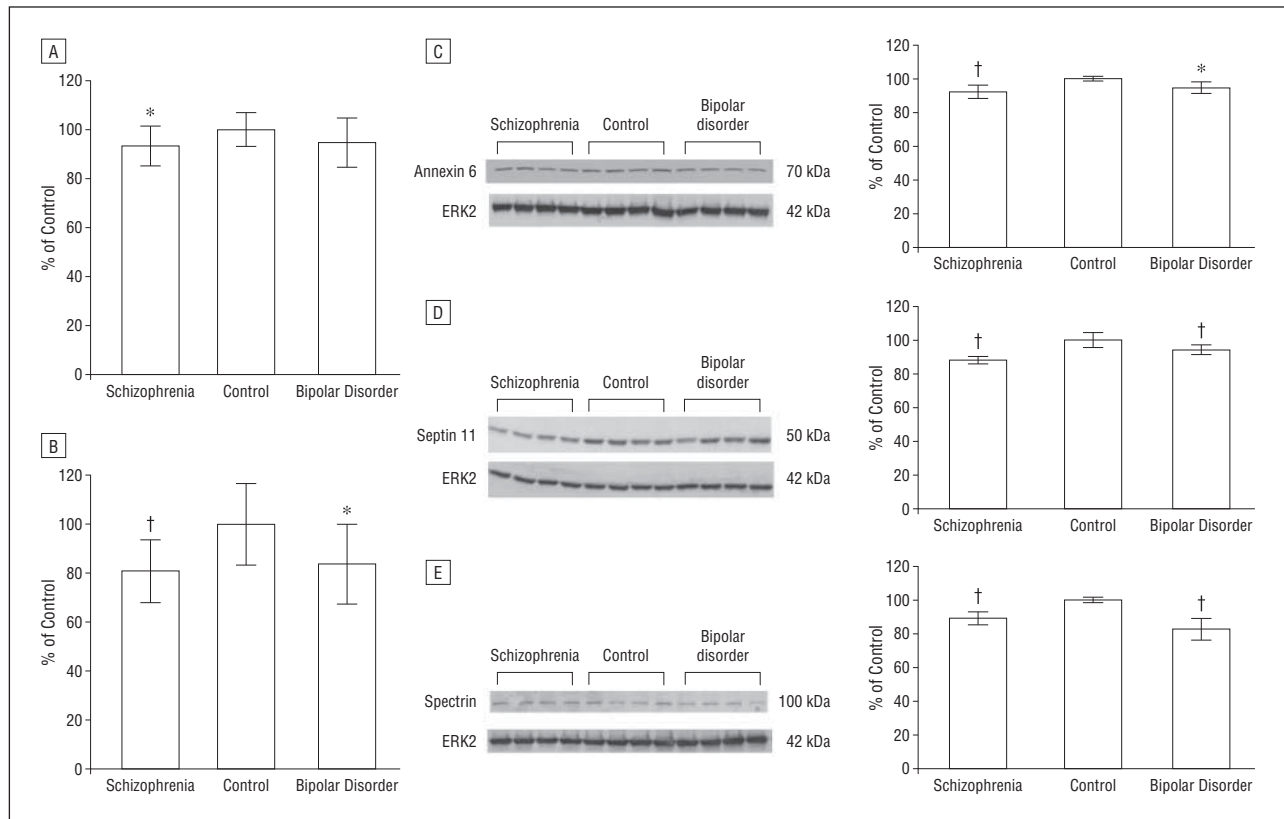 A
120
100
80
60
40
20
0
% of Control
*
Schizophrenia Control Bipolar Disorder
B
120
100
80
60
40
20
0
% of Control
†
*
Schizophrenia Control Bipolar Disorder
C
Schizophrenia Control Bipolar
disorder
Annexin 6 70 kDa
ERK2 42 kDa
120
100
80
60
40
20
0
% of Control
†
*
Schizophrenia Control Bipolar Disorder
D
Schizophrenia Control Bipolar
disorder
Septin 11 50 kDa
ERK2 42 kDa
120
100
80
60
40
20
0
% of Control
†
†
Schizophrenia Control Bipolar Disorder
E
Schizophrenia Control Bipolar
disorder
Spectrin 100 kDa
ERK2 42 kDa
120
100
80
60
40
20
0
% of Control
†
†
Schizophrenia Control Bipolar Disorder